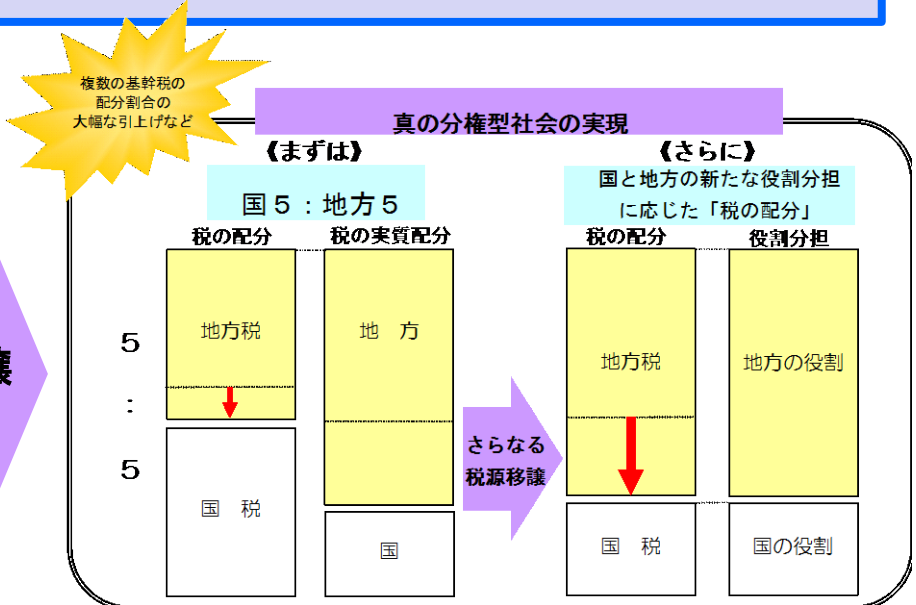 複数の基幹税の
配分割合の
大幅な引上げなど
真の分権型社会の実現
《まずは》
国５：地方５
税の配分
税の実質配分
５
：
５
地方税
国　税
地　方
国
さらなる
税源移譲
《さらに》
国と地方の新たな役割分担
に応じた「税の配分」
税の配分
役割分担
地方税
国　税
地方の役割
国の役割